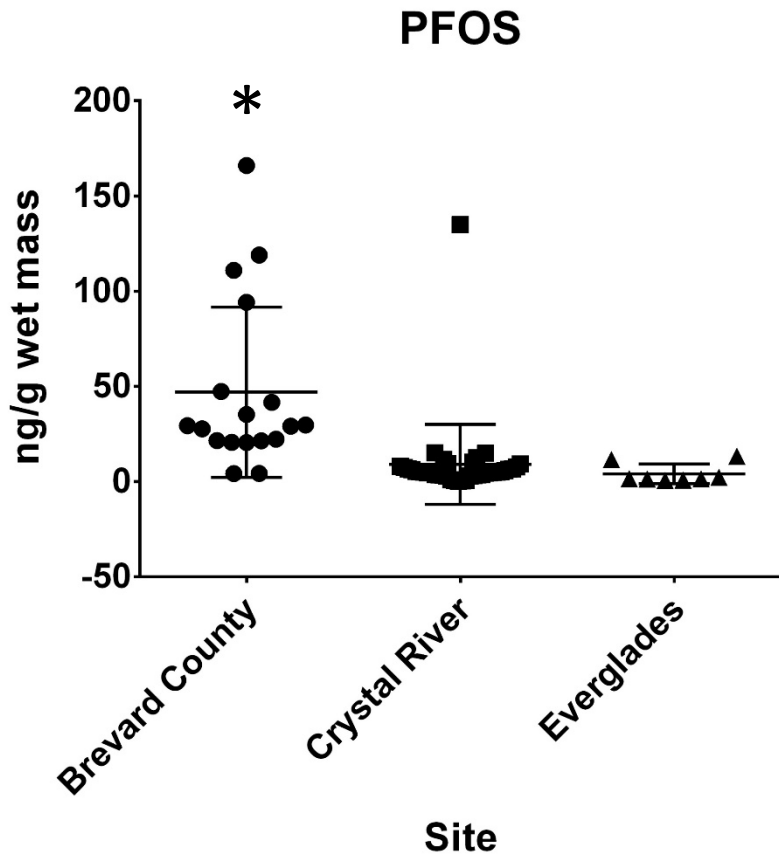 PFOS
*
200
150
100
50
0
-50
ng/g wet mass
Brevard County
Crystal River
Everglades
Site